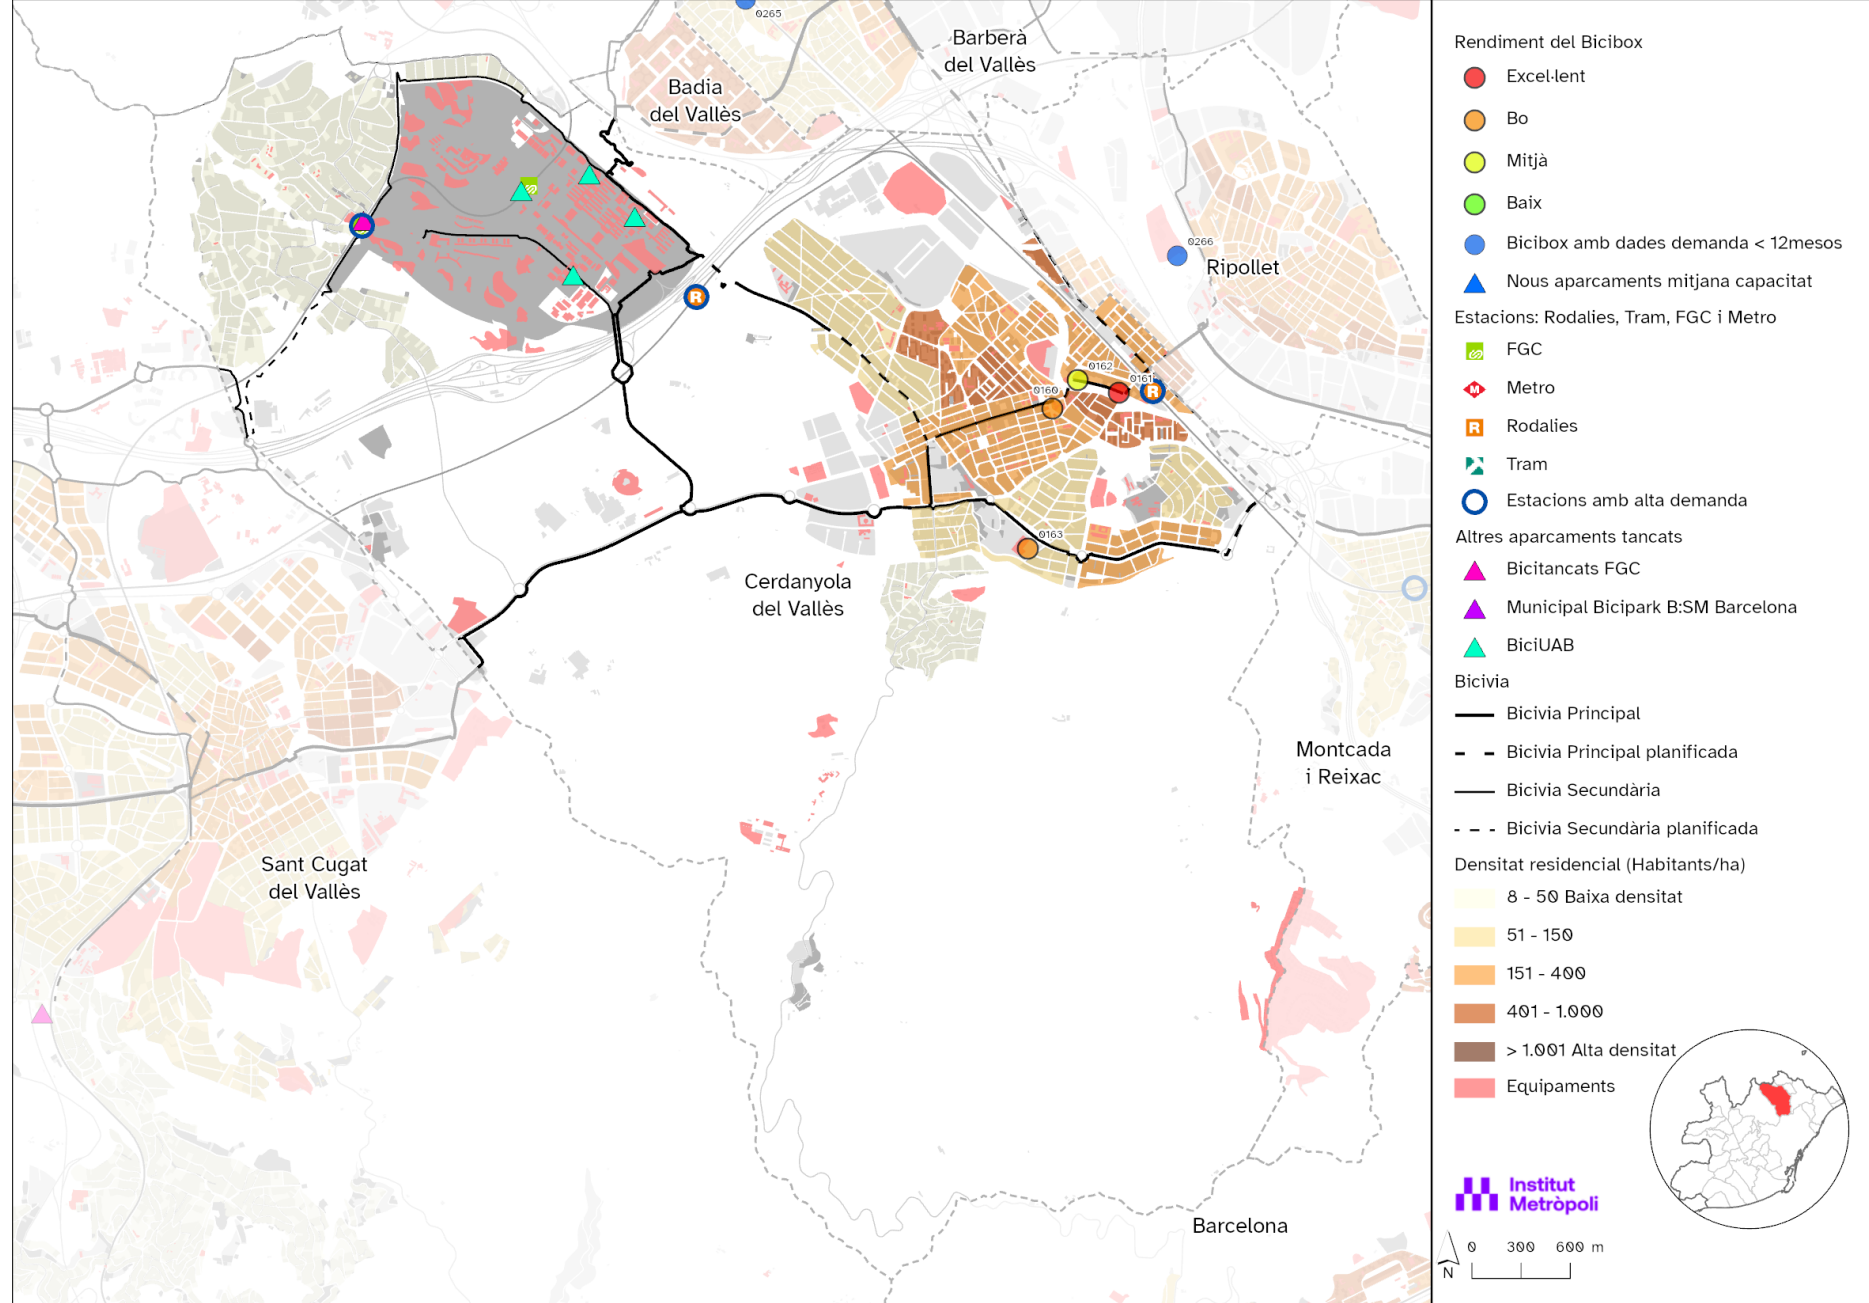 0265
Barberà
del Vallès
Badia
del Vallès
0266
Ripollet
0162
0161
0160
0163
Cerdanyola
del Vallès
Montcada
i Reixac
Sant Cugat
del Vallès
Barcelona
Rendiment del Bicibox
Excel·lent
Bo
Mitjà
Baix
Bicibox amb dades demanda < 12mesos
Nous aparcaments mitjana capacitat
Estacions: Rodalies, Tram, FGC i Metro
FGC
M Metro
R Rodalies
Tram
Estacions amb alta demanda
Altres aparcaments tancats
Bicitancats FGC
Municipal Bicipark B:SM Barcelona
BiciUAB
Bicivia
Bicivia Principal
Bicivia Principal planificada
Bicivia Secundària
Bicivia Secundària planificada
Densitat residencial (Habitants/ha)
8 - 50 Baixa densitat
51 - 150
151 - 400
401 - 1.000
> 1.001 Alta densitat
Equipaments
Institut
Metròpoli
N 0 300 600 m
R
R